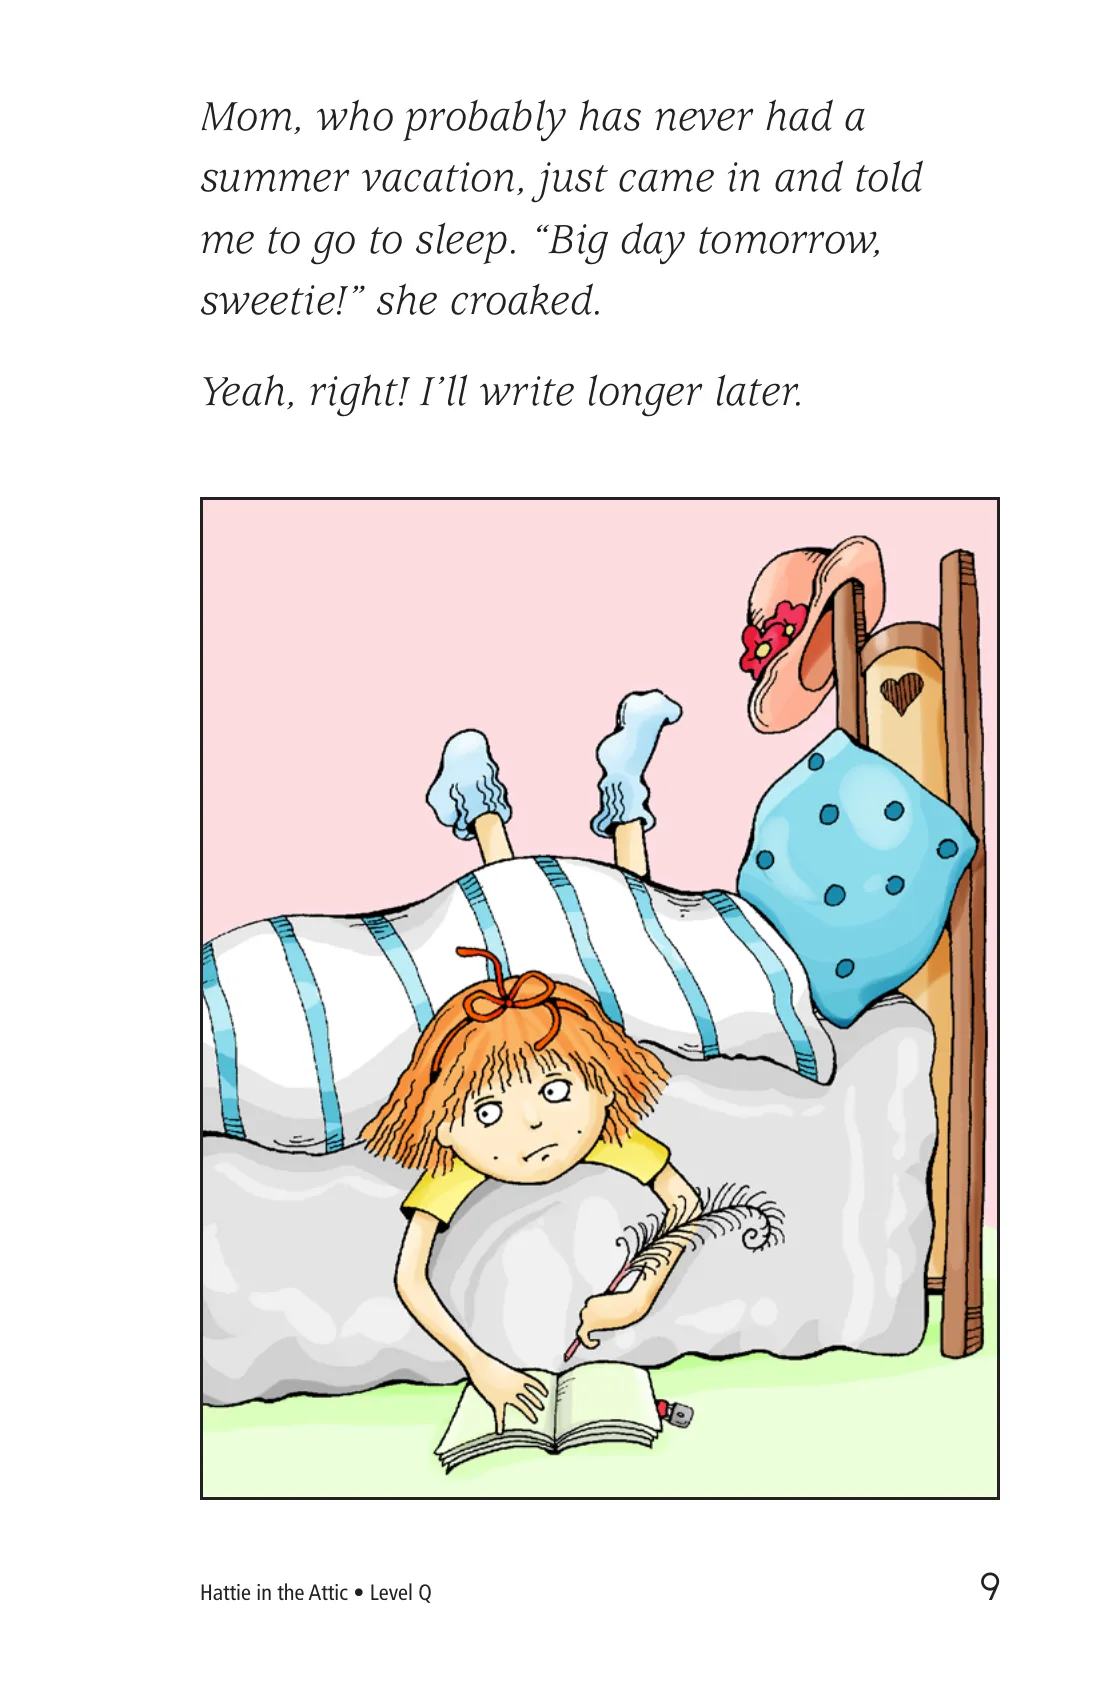 Mom, who probably has never had a
summer vacation, just came in and told
me to go to sleep. “Big day tomorrow,
sweetie!” she croaked.
Yeah, right! I’ll write longer later.
Hattie in the Attic • Level Q
9